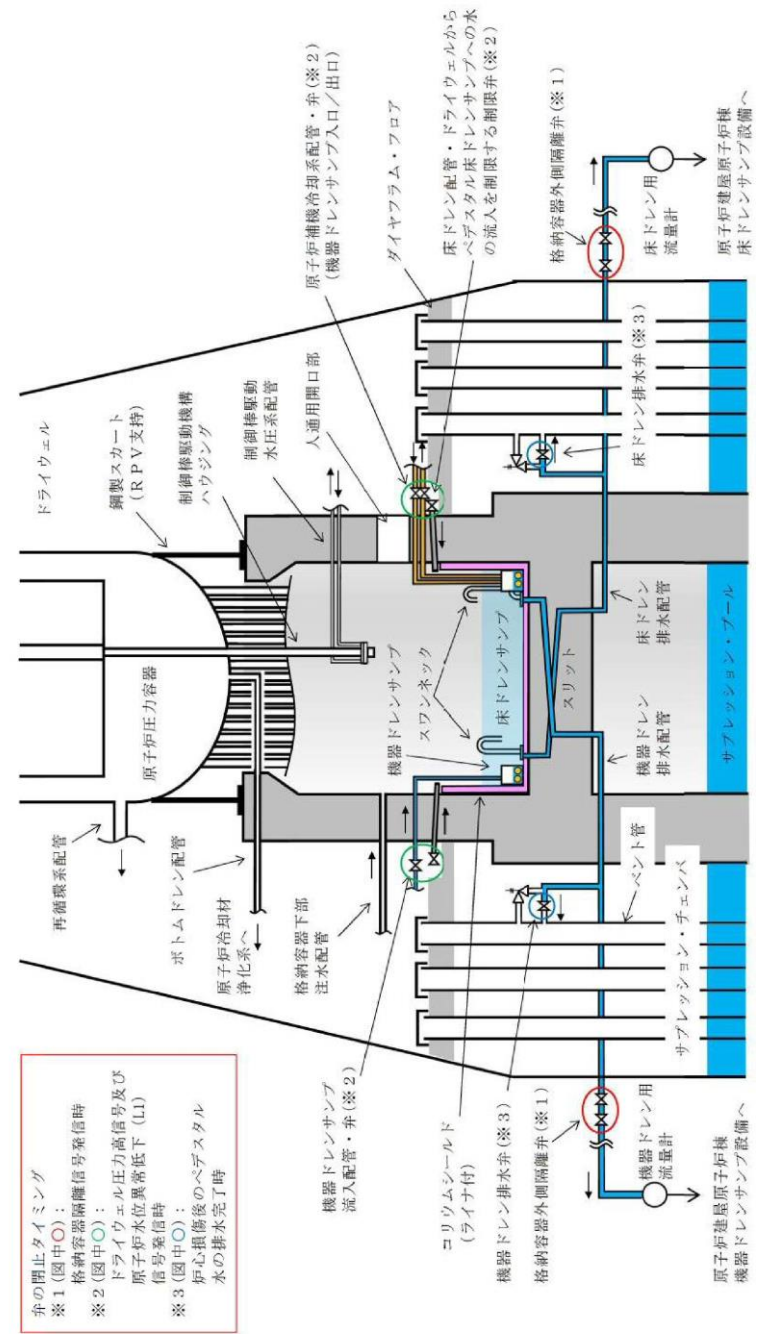 弁の閉止タイミング
※1(図中〇):
格納容器隔離信号発信時
※2(図中〇):
ドライウェル圧力高信号及び
原子炉水位異常低下(L1)
信号発信時
※3(図中〇):
炉心損傷後のペデスタル
水の排水完了時
再循環系配管
ボトムドレン配管
原子炉冷却材
浄化系へ
格納容器下部
注水配管
原子炉圧力容器
ドライウェル
鋼製スカート
(RPV支持)
制御棒駆動機構
ハウジング
制御棒駆動
水圧系配管
人通用開口部
原子炉補機冷却系配管・弁(※2)
(機器ドレンサンプ入口/出口)
床ドレン配管・ドライウェルから
ペデスタル床ドレンサンプへの水
の流入を制限する制限弁(※2)
ダイヤフラム・フロア
機器ドレンサンプ
スワンネック
床ドレンサンプ
機器ドレンサンプ
流入配管・弁(※2)
コリウムシールド
(ライナ付)
機器ドレン排水弁(※3)
格納容器外側隔離弁(※1)
スリット
床ドレン排水弁(※3)
格納容器外側隔離弁(※1)
機器ドレン用
流量計
原子炉建屋原子炉棟
機器ドレンサンプ設備へ
サプレッション・チェンバ
ベント管
機器ドレン
排水配管
床ドレン
排水配管
サプレッション・プール
床ドレン用
流量計
原子炉建屋原子炉棟
床ドレンサンプ設備へ